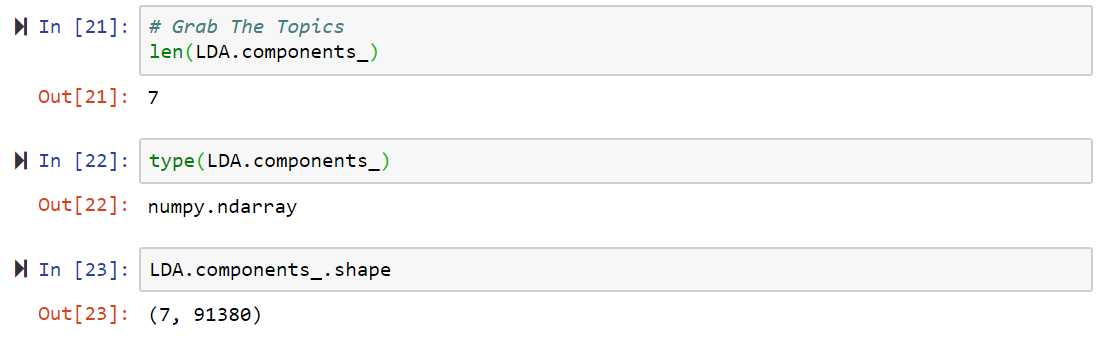 In [21]: # Grab The Topics
len(LDA.components_)
Out[21]: 7
In [22]: type(LDA.components_)
Out[22]: numpy.ndarray
In [23]: LDA.components_.shape
Out[23]: (7, 91380)